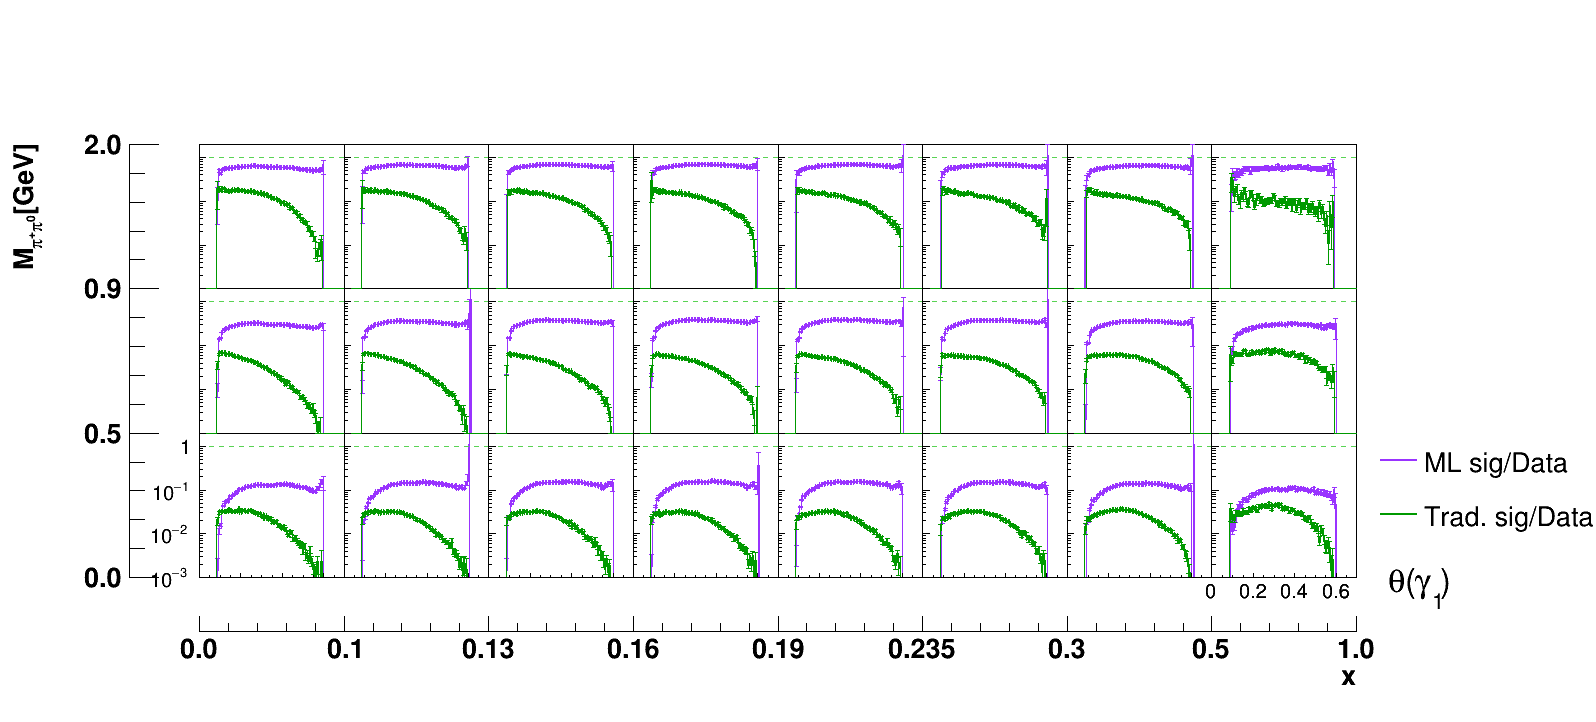 M π⁺π⁰ [GeV]
2.0
0.9
0.5
0.0
1
10⁻¹
10⁻²
10⁻³
ML sig/Data
Trad. sig/Data
0 0.2 0.4 0.6
θ(γ₁)
0.0 0.1 0.13 0.16 0.19 0.235 0.3 0.5 1.0
x